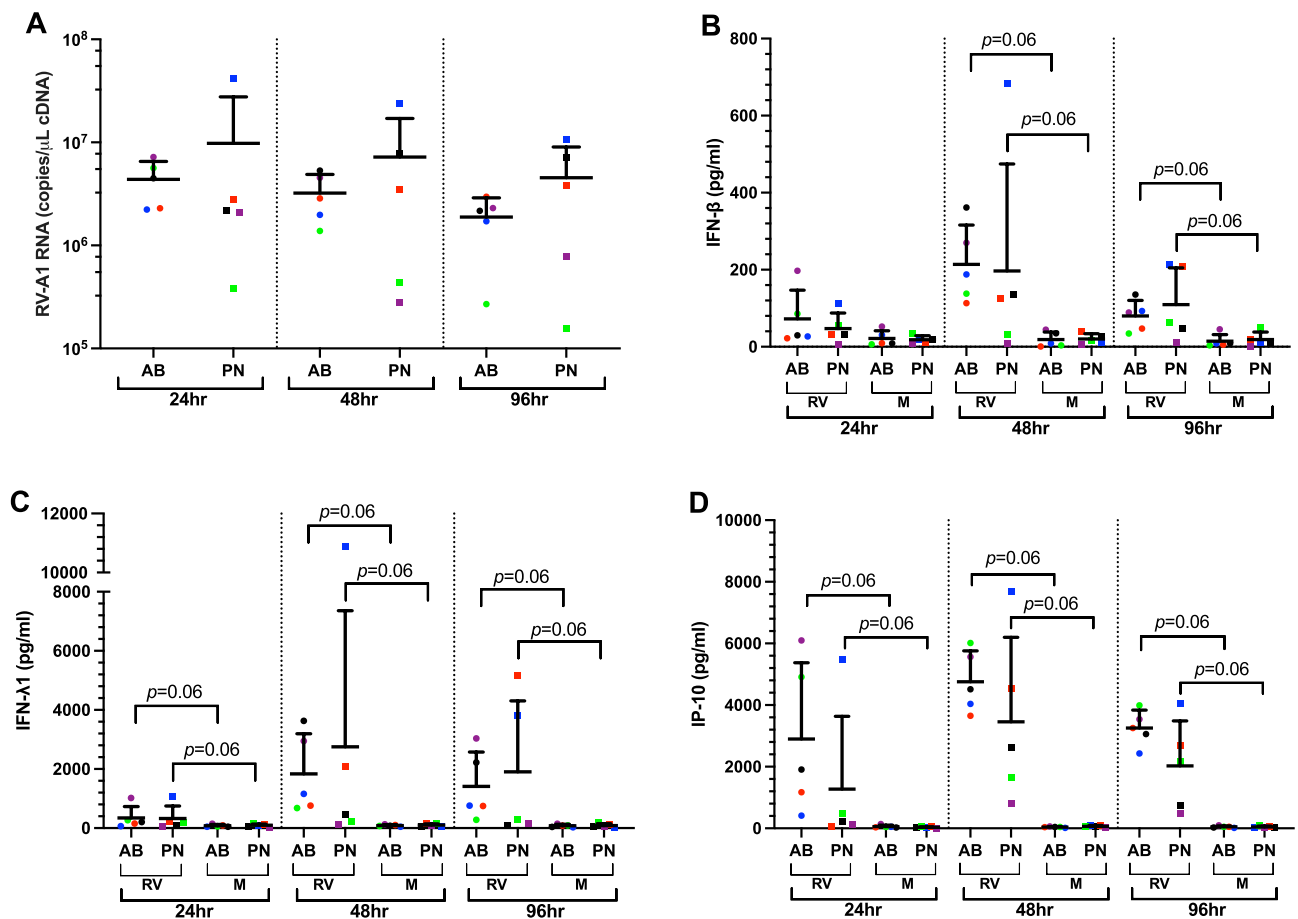 A
RV-A1 RNA (copies/μL cDNA)
10⁸
10⁷
10⁶
10⁵
AB PN AB PN AB PN
24hr 48hr 96hr
B
IFN-β (pg/ml)
800
600
400
200
0
p=0.06
p=0.06
p=0.06
p=0.06
AB PN AB PN AB PN AB PN AB PN AB PN
RV M RV M RV M
24hr 48hr 96hr
C
IFN-λ1 (pg/ml)
12000
10000
8000
6000
4000
2000
0
p=0.06
p=0.06
p=0.06
p=0.06
p=0.06
p=0.06
AB PN AB PN AB PN AB PN AB PN AB PN
RV M RV M RV M
24hr 48hr 96hr
D
IP-10 (pg/ml)
10000
8000
6000
4000
2000
0
p=0.06
p=0.06
p=0.06
p=0.06
p=0.06
p=0.06
AB PN AB PN AB PN AB PN AB PN AB PN
RV M RV M RV M
24hr 48hr 96hr